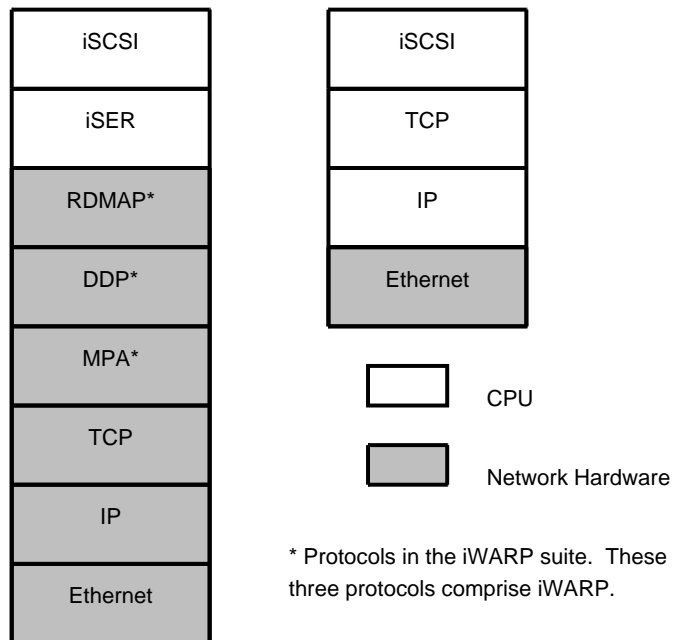 iSCSI
iSER
RDMAP*
DDP*
MPA*
TCP
IP
Ethernet
iSCSI
TCP
IP
Ethernet
CPU
Network Hardware
* Protocols in the iWARP suite. These
three protocols comprise iWARP.